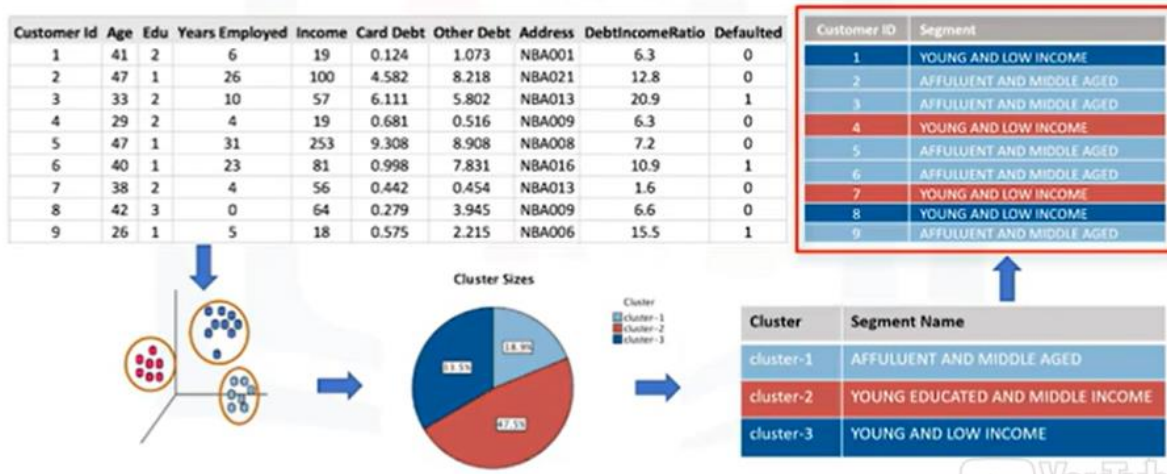 Customer Id Age Edu Years Employed Income Card Debt Other Debt Address DebtIncomeRatio Defaulted
1 41 2 6 19 0.124 1.073 NBA001 6.3 0
2 47 1 26 100 4.582 8.218 NBA021 12.8 0
3 33 2 10 57 6.111 5.802 NBA013 20.9 1
4 29 2 4 19 0.681 0.516 NBA009 6.3 0
5 47 1 31 253 9.308 8.908 NBA008 7.2 0
6 40 1 23 81 0.998 7.831 NBA016 10.9 1
7 38 2 4 56 0.442 0.454 NBA013 1.6 0
8 42 3 0 64 0.279 3.945 NBA009 6.6 0
9 26 1 5 18 0.575 2.215 NBA006 15.5 1
Customer ID Segment
1 YOUNG AND LOW INCOME
2 AFFULUENT AND MIDDLE AGED
3 AFFULUENT AND MIDDLE AGED
4 YOUNG AND LOW INCOME
5 AFFULUENT AND MIDDLE AGED
6 AFFULUENT AND MIDDLE AGED
7 YOUNG AND LOW INCOME
8 YOUNG AND LOW INCOME
9 AFFULUENT AND MIDDLE AGED
Cluster Sizes
18.9%
33.5%
47.5%
Cluster
cluster-1
cluster-2
cluster-3
Cluster Segment Name
cluster-1 AFFULUENT AND MIDDLE AGED
cluster-2 YOUNG EDUCATED AND MIDDLE INCOME
cluster-3 YOUNG AND LOW INCOME